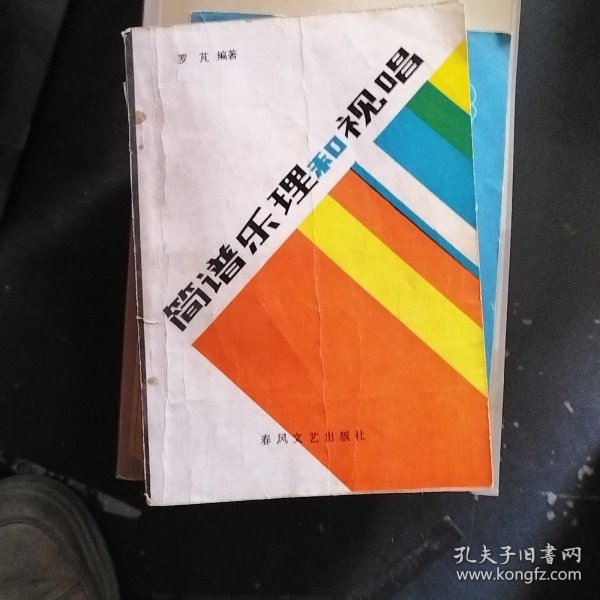 罗芃 编著
简谱乐理和视唱
春风文艺出版社
孔夫子旧书网
www.kongfz.com